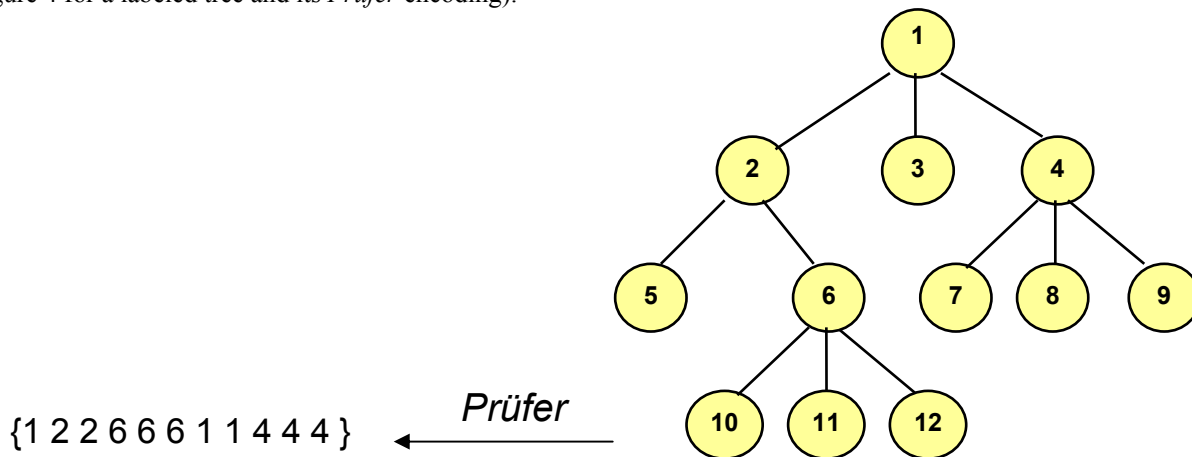 igure 4 for a labeled tree and its Prüfer encoding).
1
2 3 4
5 6 7 8 9
10 11 12
Prüfer
{1 2 2 6 6 6 1 1 4 4 4 }